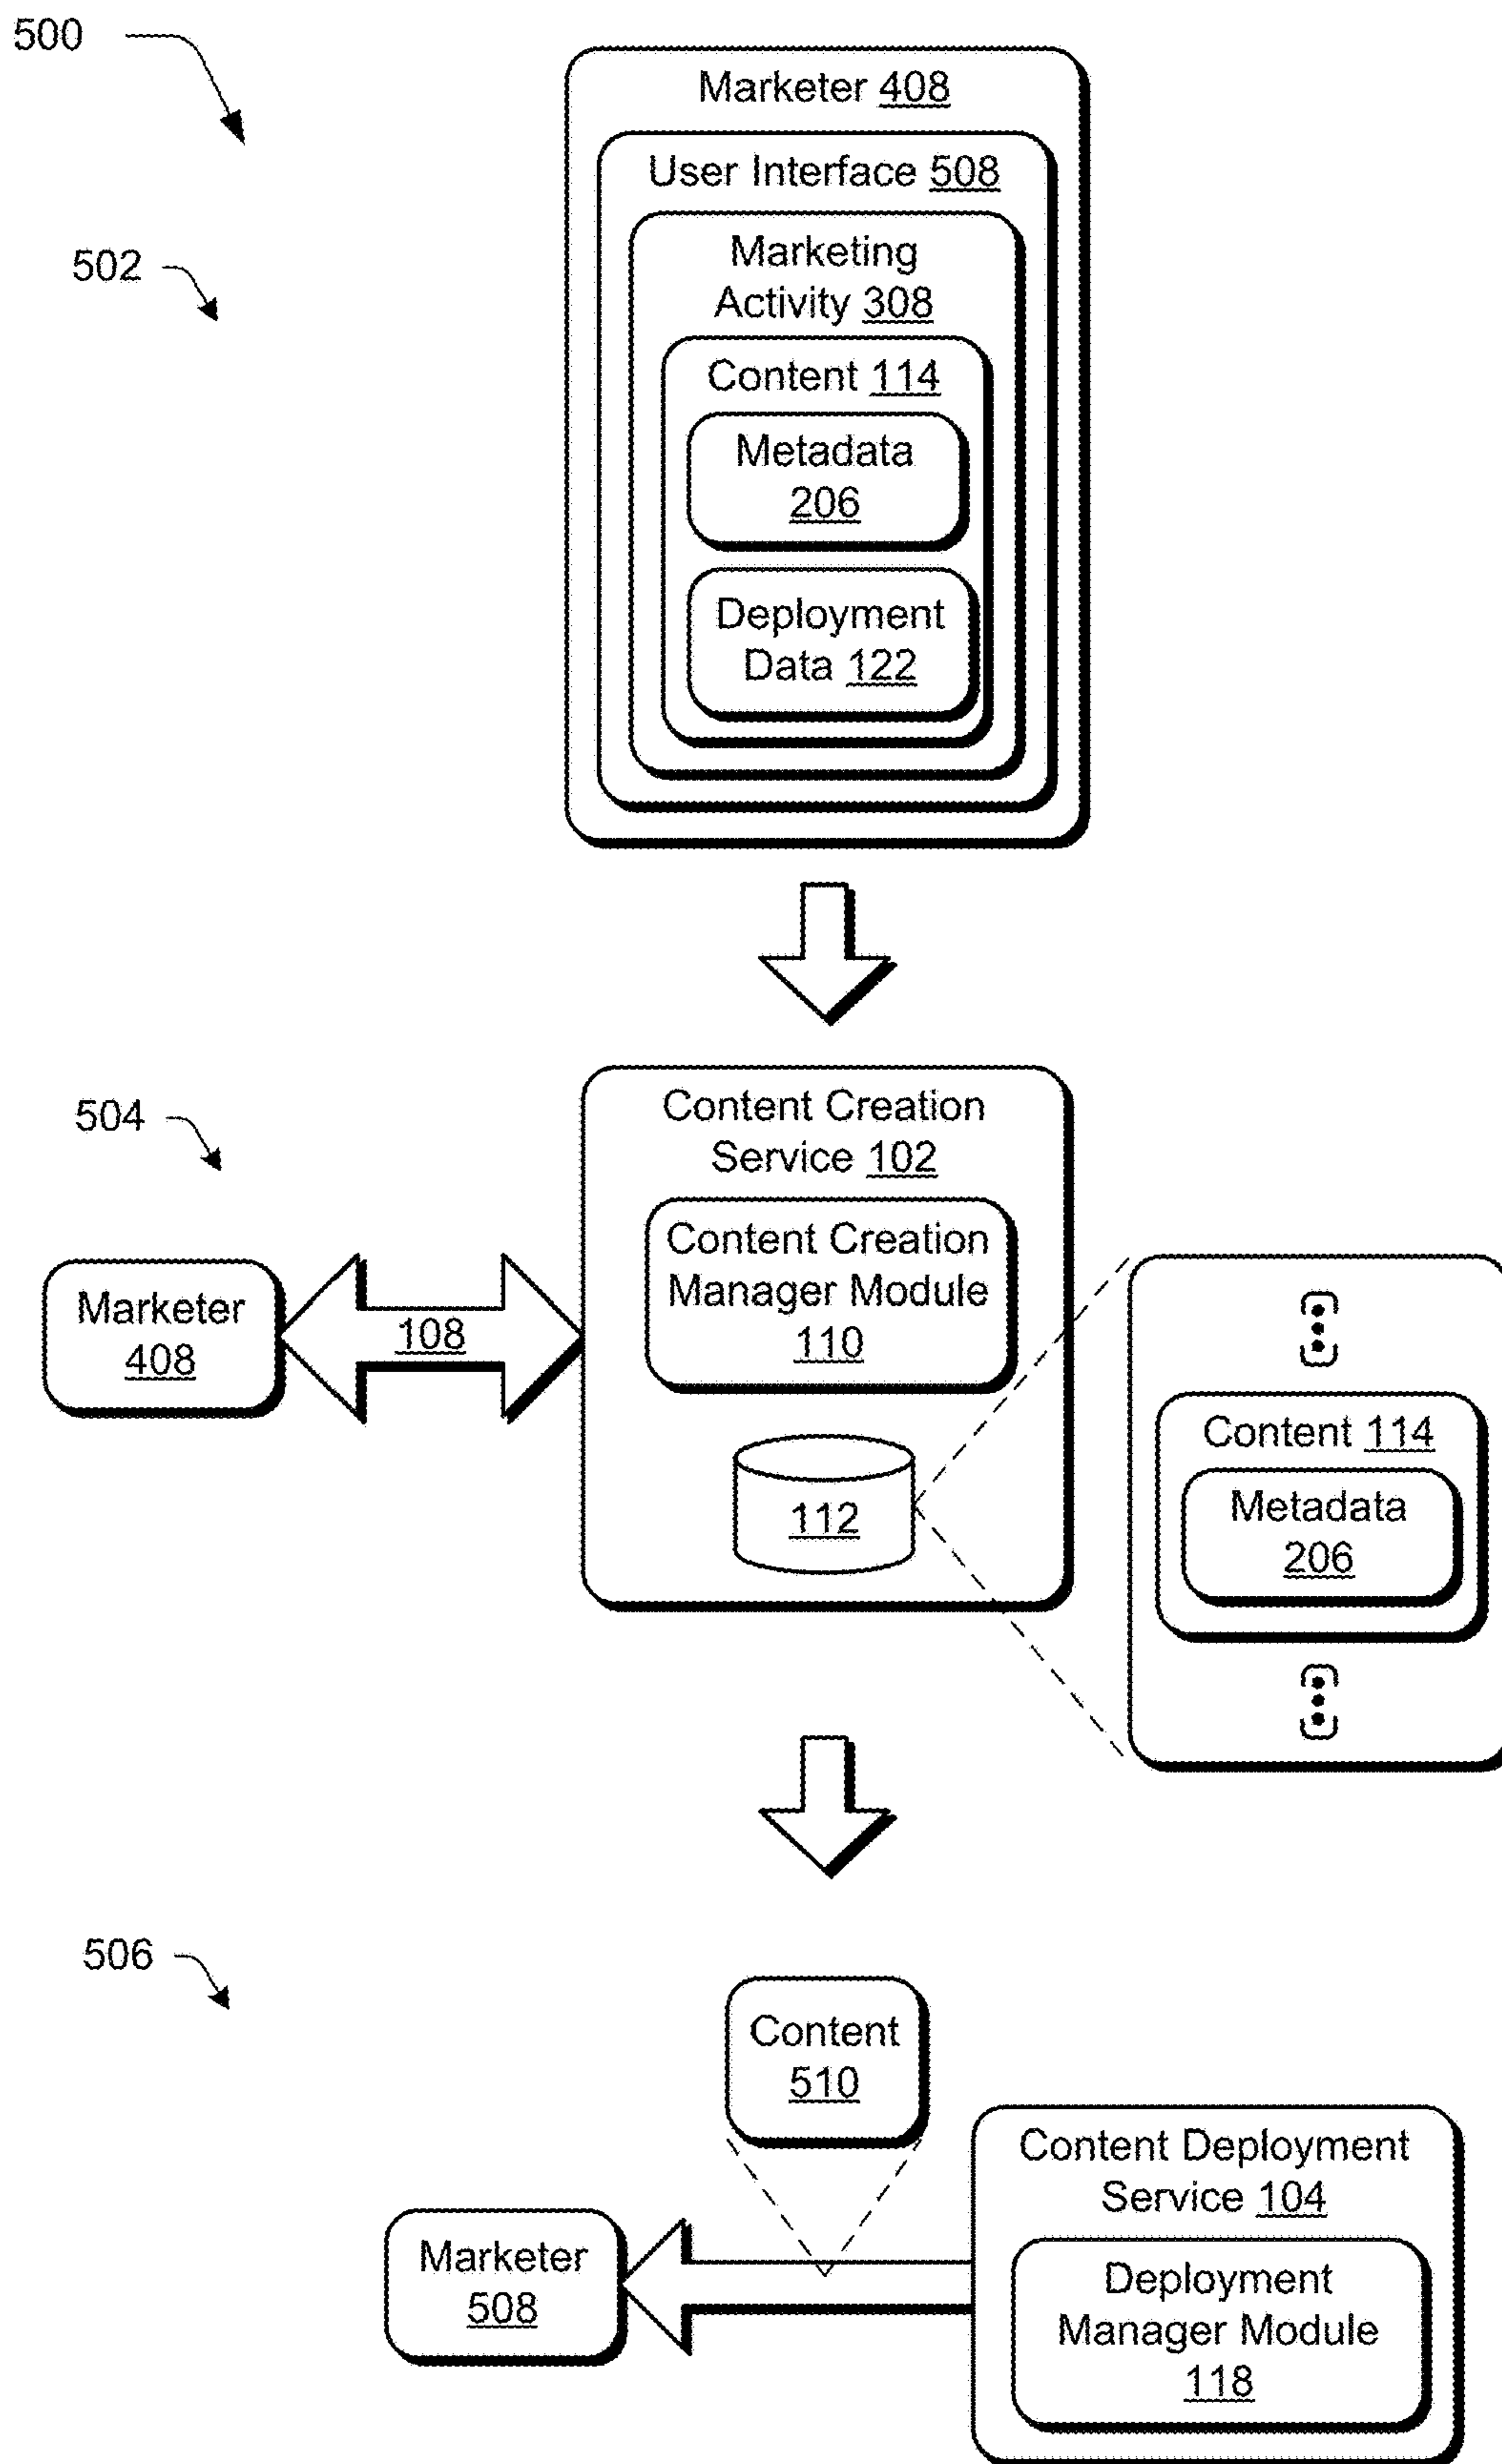 500
Marketer 408
User Interface 508
502
Marketing
Activity 308
Content 114
Metadata
206
Deployment
Data 122
504
Content Creation
Service 102
Content Creation
Manager Module
110
Marketer
408
108
112
Content 114
Metadata
206
506
Content
510
Content Deployment
Service 104
Marketer
508
Deployment
Manager Module
118